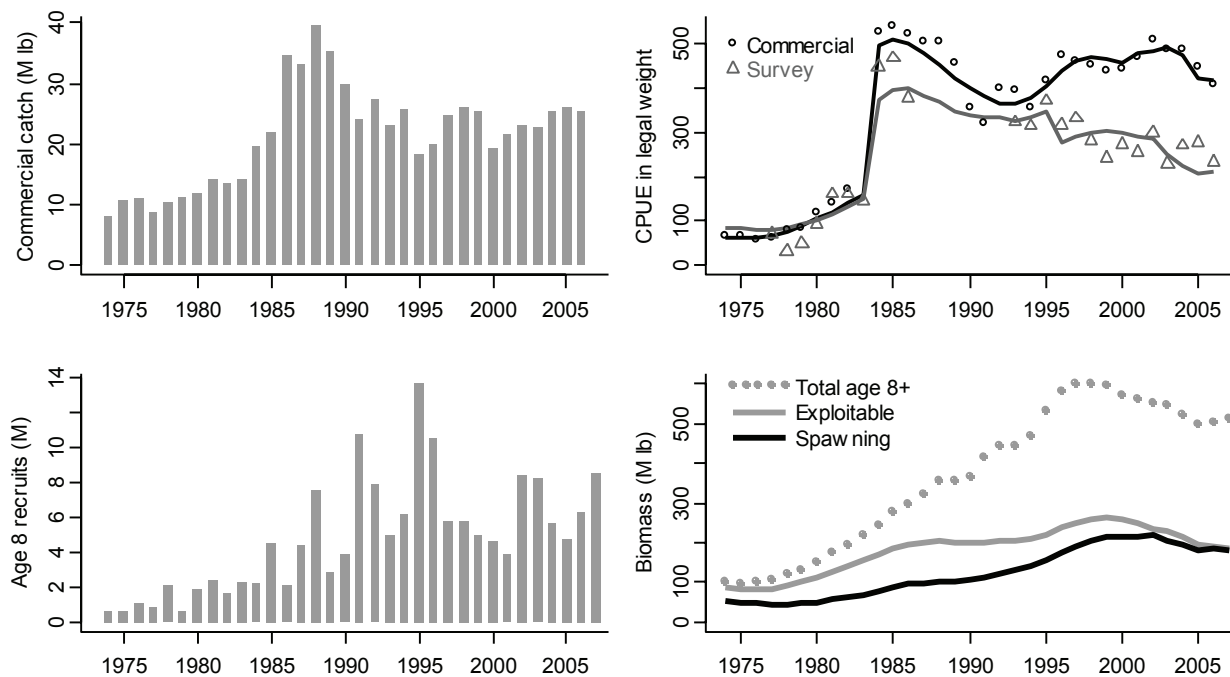 Commercial catch (M lb)
0 10 20 30 40
1975 1980 1985 1990 1995 2000 2005
CPUE in legal weight
0 100 300 500
Commercial
Survey
1975 1980 1985 1990 1995 2000 2005
Age 8 recruits (M)
0 2 4 6 8 10 14
1975 1980 1985 1990 1995 2000 2005
Biomass (M lb)
0 100 300 500
Total age 8+
Exploitable
Spaw ning
1975 1980 1985 1990 1995 2000 2005